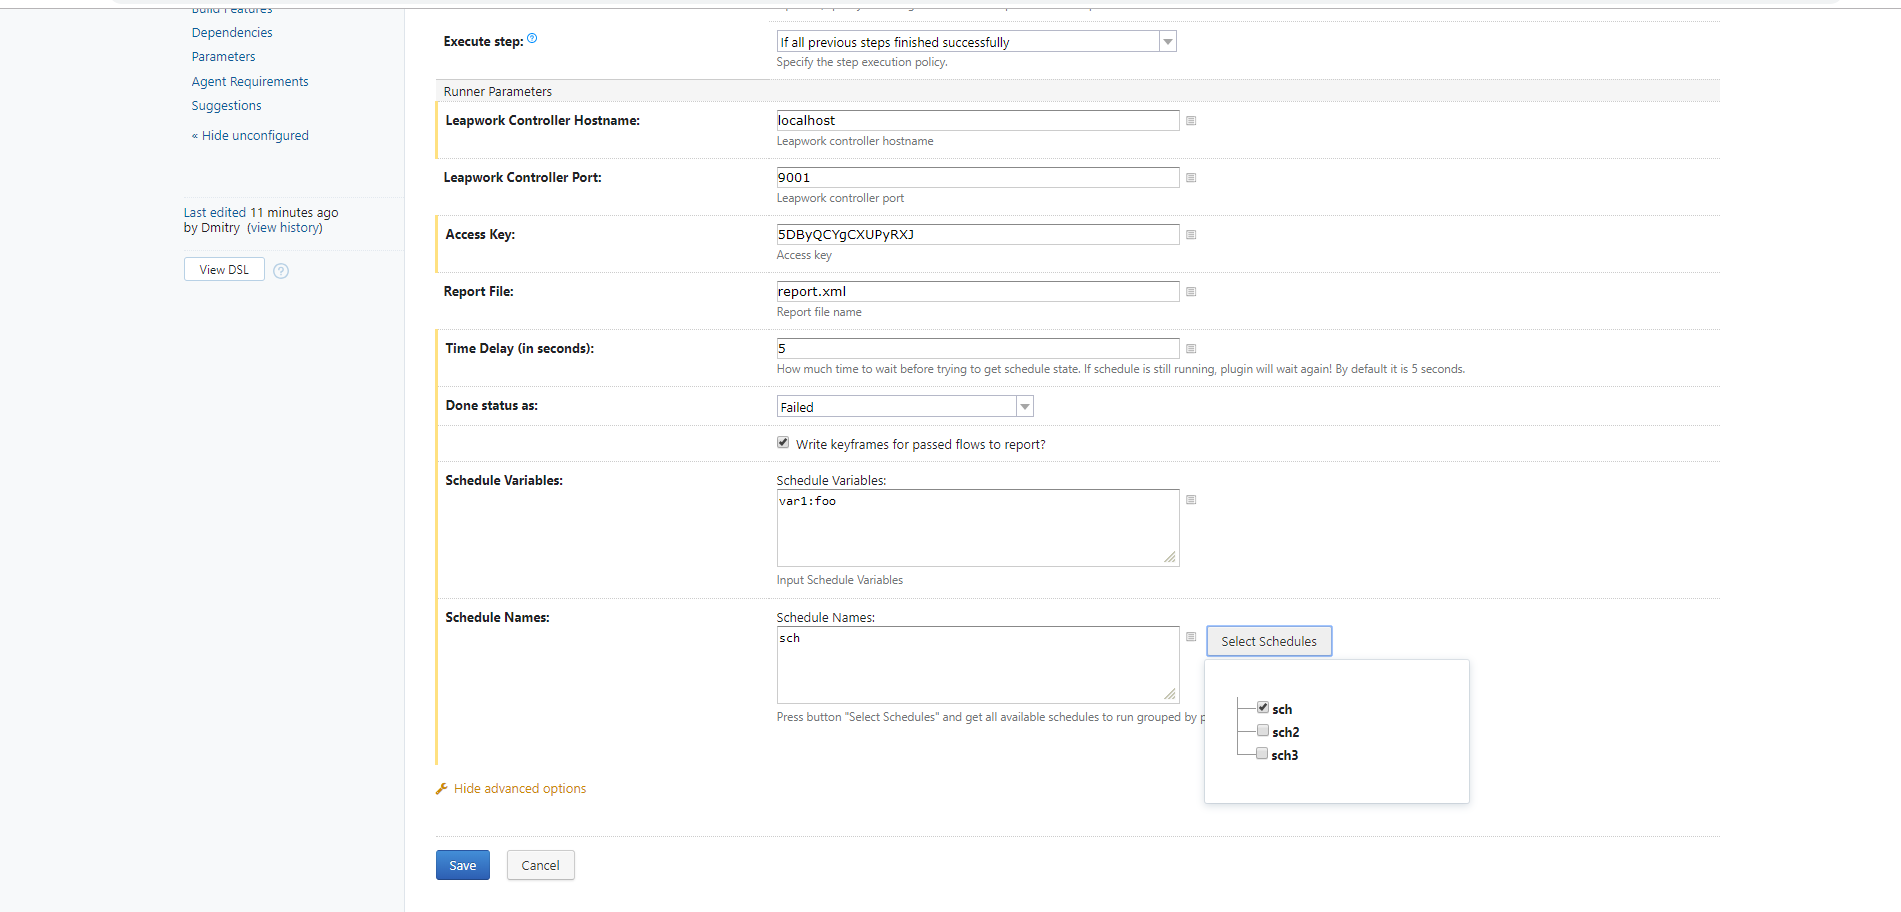 Build Features
Dependencies
Parameters
Agent Requirements
Suggestions
« Hide unconfigured
Last edited 11 minutes ago
by Dmitry (view history)
View DSL
?
Execute step: ?
If all previous steps finished successfully
Specify the step execution policy.
Runner Parameters
Leapwork Controller Hostname:
localhost
Leapwork controller hostname
Leapwork Controller Port:
9001
Leapwork controller port
Access Key:
5DByQCYgCXUPyRXJ
Access key
Report File:
report.xml
Report file name
Time Delay (in seconds):
5
How much time to wait before trying to get schedule state. If schedule is still running, plugin will wait again! By default it is 5 seconds.
Done status as:
Failed
Write keyframes for passed flows to report?
Schedule Variables:
Schedule Variables:
var1:foo
Input Schedule Variables
Schedule Names:
Schedule Names:
sch
Select Schedules
Press button "Select Schedules" and get all available schedules to run grouped by p
sch
sch2
sch3
Hide advanced options
Save
Cancel